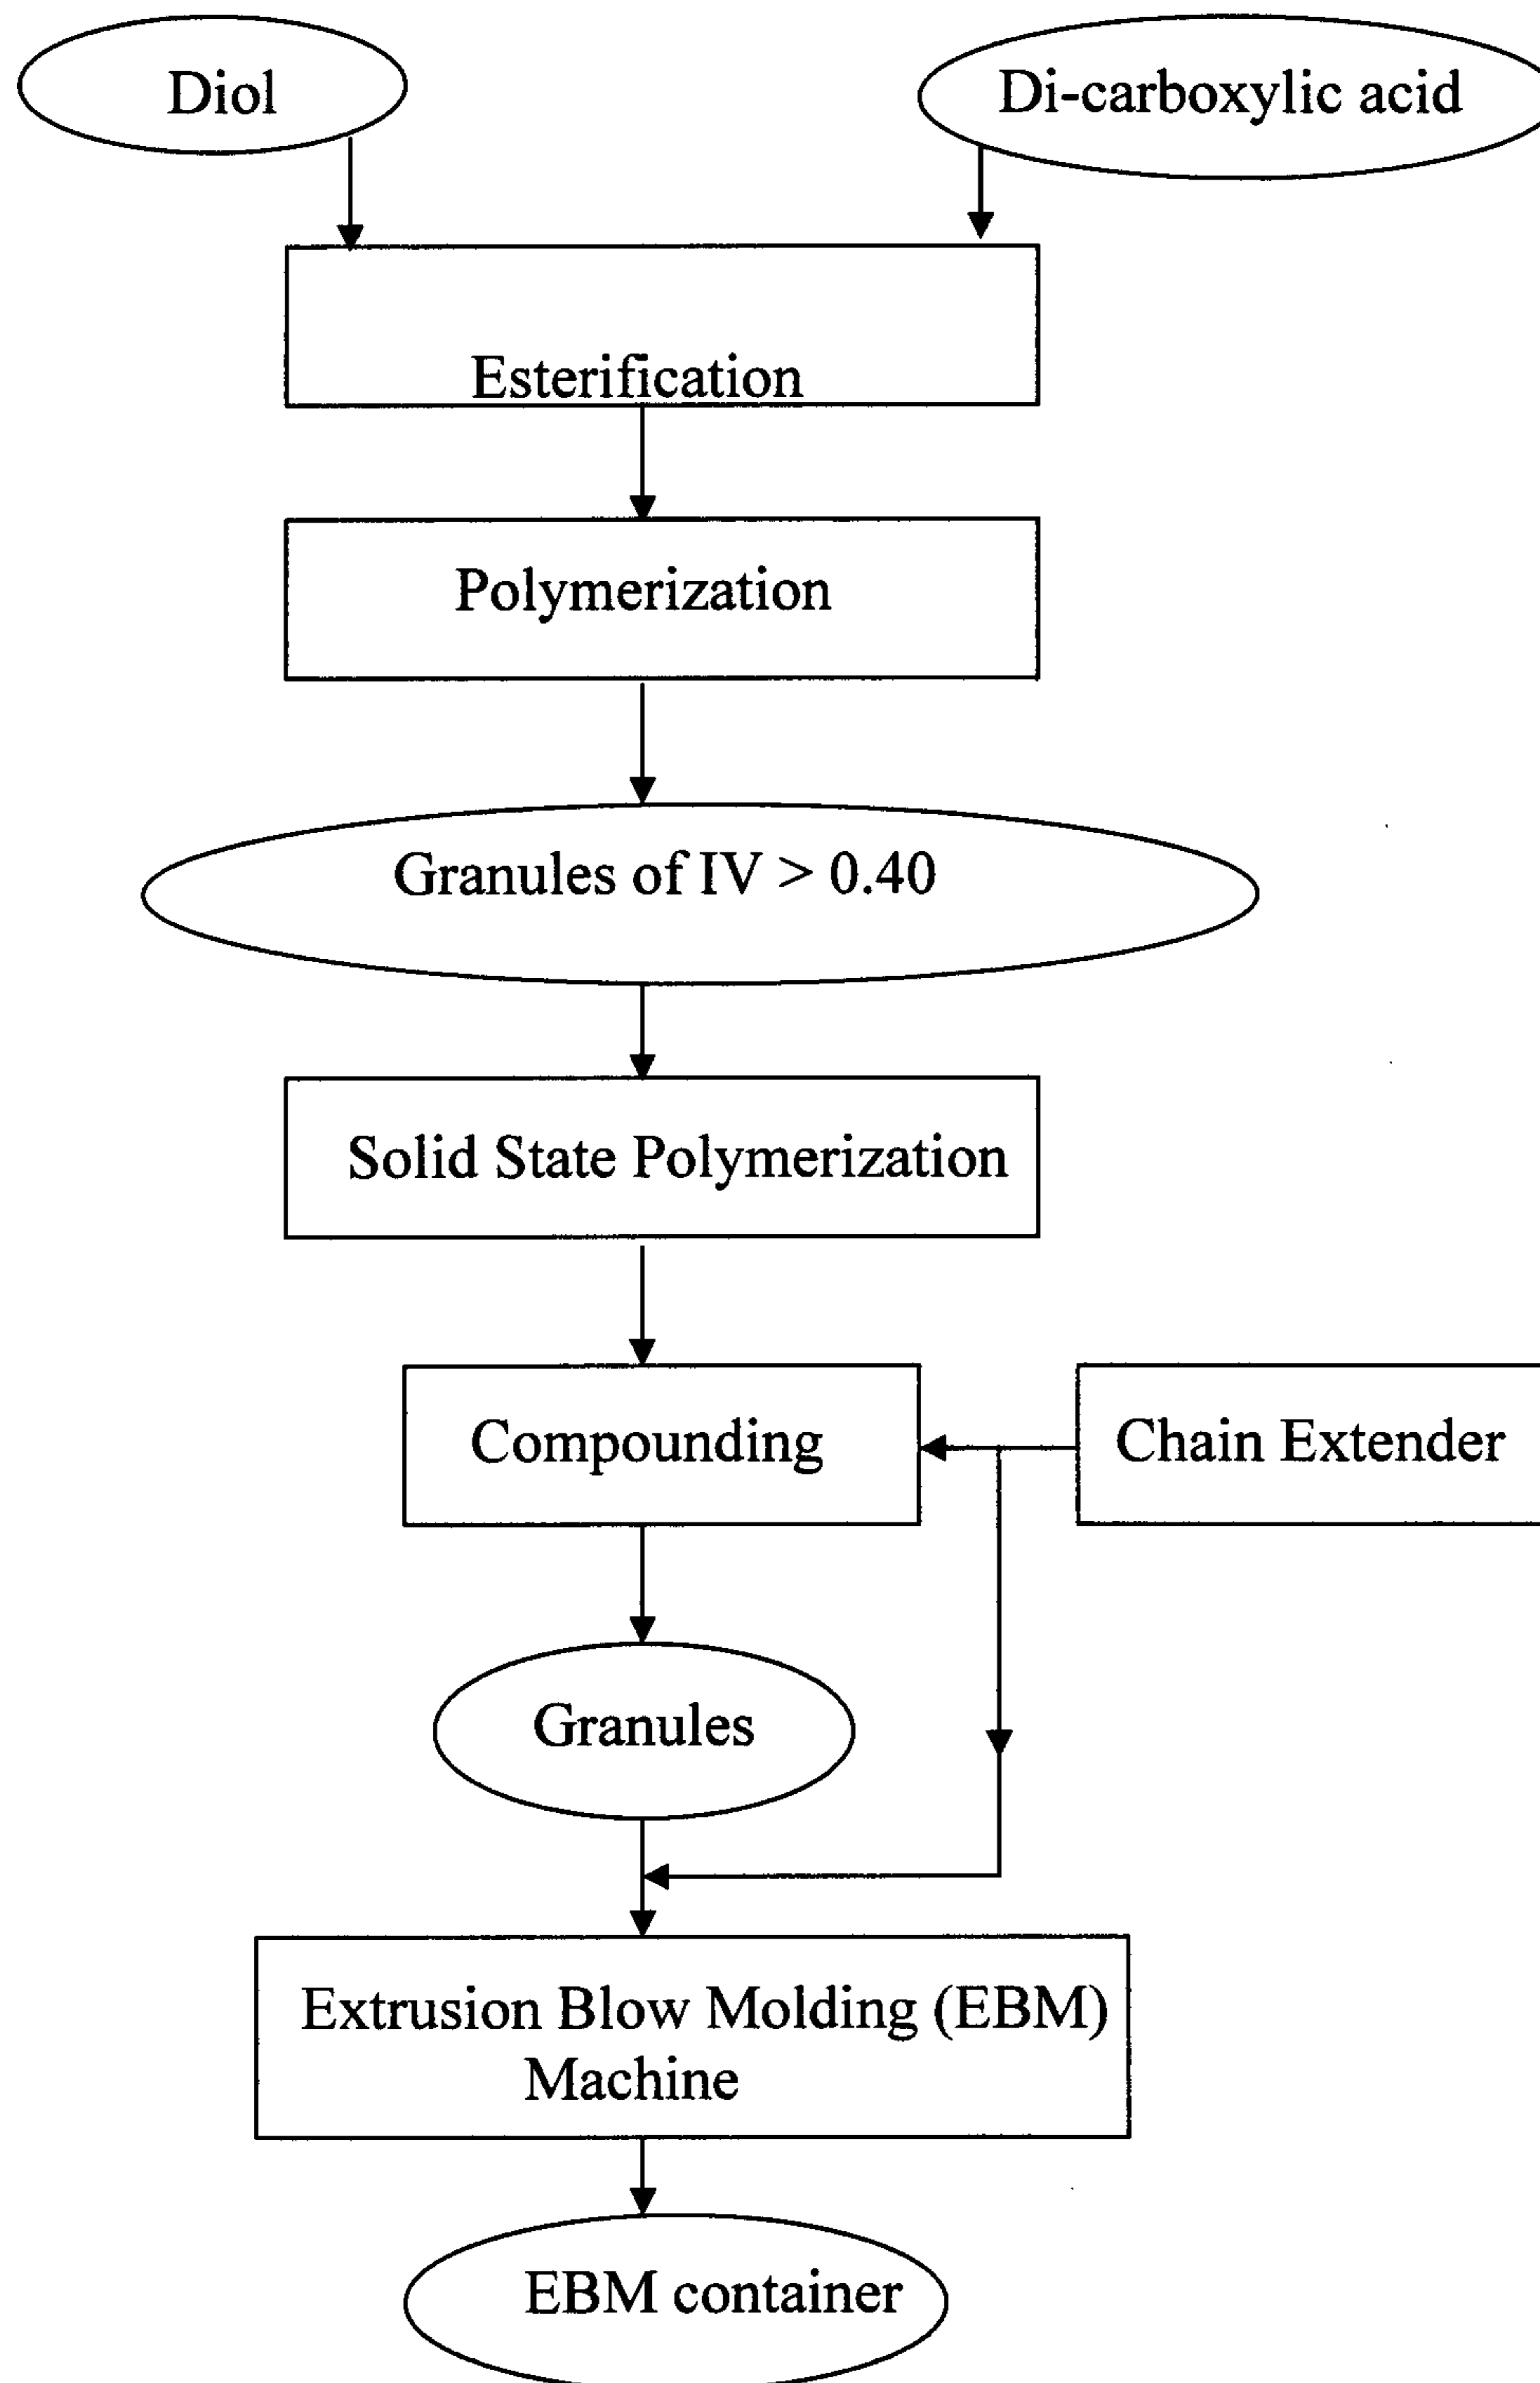 Diol
Di-carboxylic acid
Esterification
Polymerization
Granules of IV > 0.40
Solid State Polymerization
Compounding
Chain Extender
Granules
Extrusion Blow Molding (EBM)
Machine
EBM container